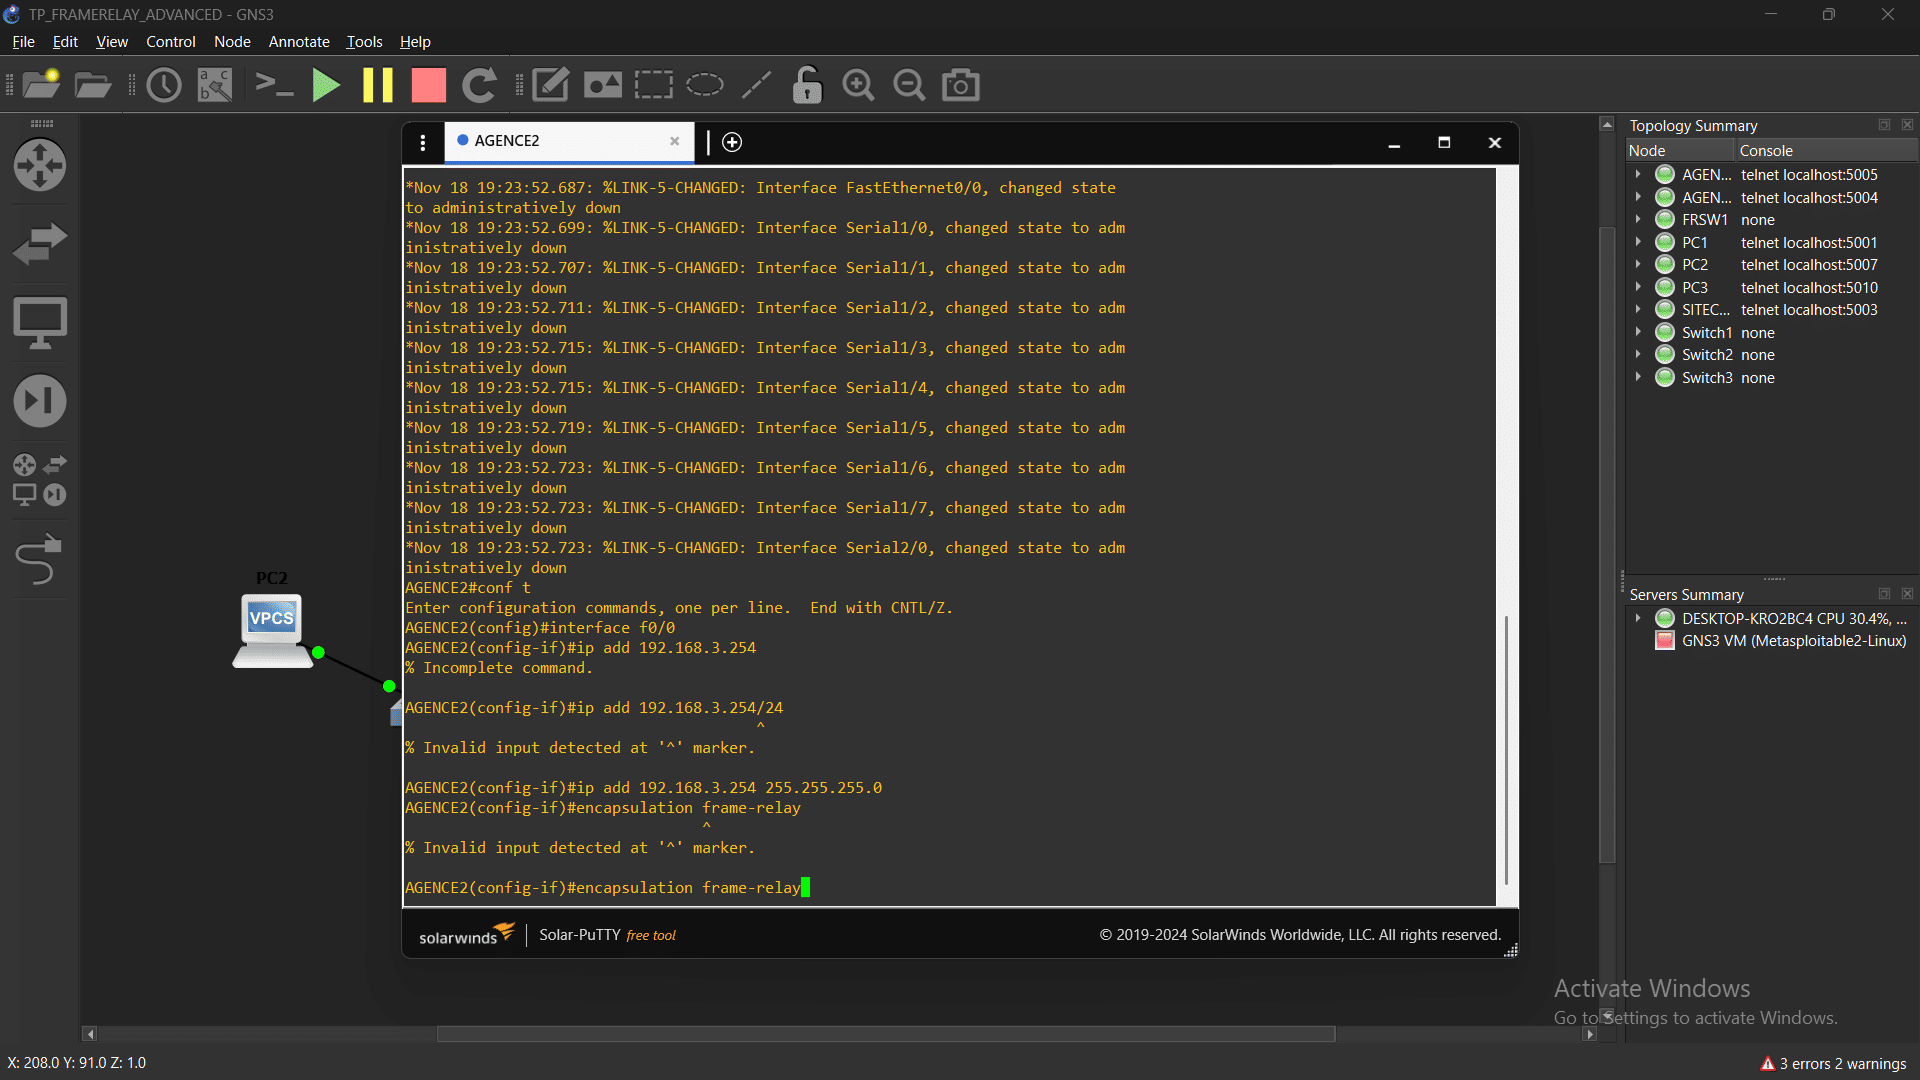 TP_FRAMERELAY_ADVANCED - GNS3
File Edit View Control Node Annotate Tools Help
AGENCE2
*Nov 18 19:23:52.687: %LINK-5-CHANGED: Interface FastEthernet0/0, changed state
to administratively down
*Nov 18 19:23:52.699: %LINK-5-CHANGED: Interface Serial1/0, changed state to adm
inistratively down
*Nov 18 19:23:52.707: %LINK-5-CHANGED: Interface Serial1/1, changed state to adm
inistratively down
*Nov 18 19:23:52.711: %LINK-5-CHANGED: Interface Serial1/2, changed state to adm
inistratively down
*Nov 18 19:23:52.715: %LINK-5-CHANGED: Interface Serial1/3, changed state to adm
inistratively down
*Nov 18 19:23:52.715: %LINK-5-CHANGED: Interface Serial1/4, changed state to adm
inistratively down
*Nov 18 19:23:52.719: %LINK-5-CHANGED: Interface Serial1/5, changed state to adm
inistratively down
*Nov 18 19:23:52.723: %LINK-5-CHANGED: Interface Serial1/6, changed state to adm
inistratively down
*Nov 18 19:23:52.723: %LINK-5-CHANGED: Interface Serial1/7, changed state to adm
inistratively down
*Nov 18 19:23:52.723: %LINK-5-CHANGED: Interface Serial2/0, changed state to adm
inistratively down
AGENCE2#conf t
Enter configuration commands, one per line.  End with CNTL/Z.
AGENCE2(config)#interface f0/0
AGENCE2(config-if)#ip add 192.168.3.254
% Incomplete command.
AGENCE2(config-if)#ip add 192.168.3.254/24
^
% Invalid input detected at '^' marker.
AGENCE2(config-if)#ip add 192.168.3.254 255.255.255.0
AGENCE2(config-if)#encapsulation frame-relay
^
% Invalid input detected at '^' marker.
AGENCE2(config-if)#encapsulation frame-relay
solarwinds
Solar-PuTTY free tool
© 2019-2024 SolarWinds Worldwide, LLC. All rights reserved.
PC2
VPCS
Topology Summary
Node Console
AGEN... telnet localhost:5005
AGEN... telnet localhost:5004
FRSW1 none
PC1 telnet localhost:5001
PC2 telnet localhost:5007
PC3 telnet localhost:5010
SITEC... telnet localhost:5003
Switch1 none
Switch2 none
Switch3 none
Servers Summary
DESKTOP-KRO2BC4 CPU 30.4%, ...
GNS3 VM (Metasploitable2-Linux)
Activate Windows
Go to Settings to activate Windows.
X: 208.0 Y: 91.0 Z: 1.0
3 errors 2 warnings